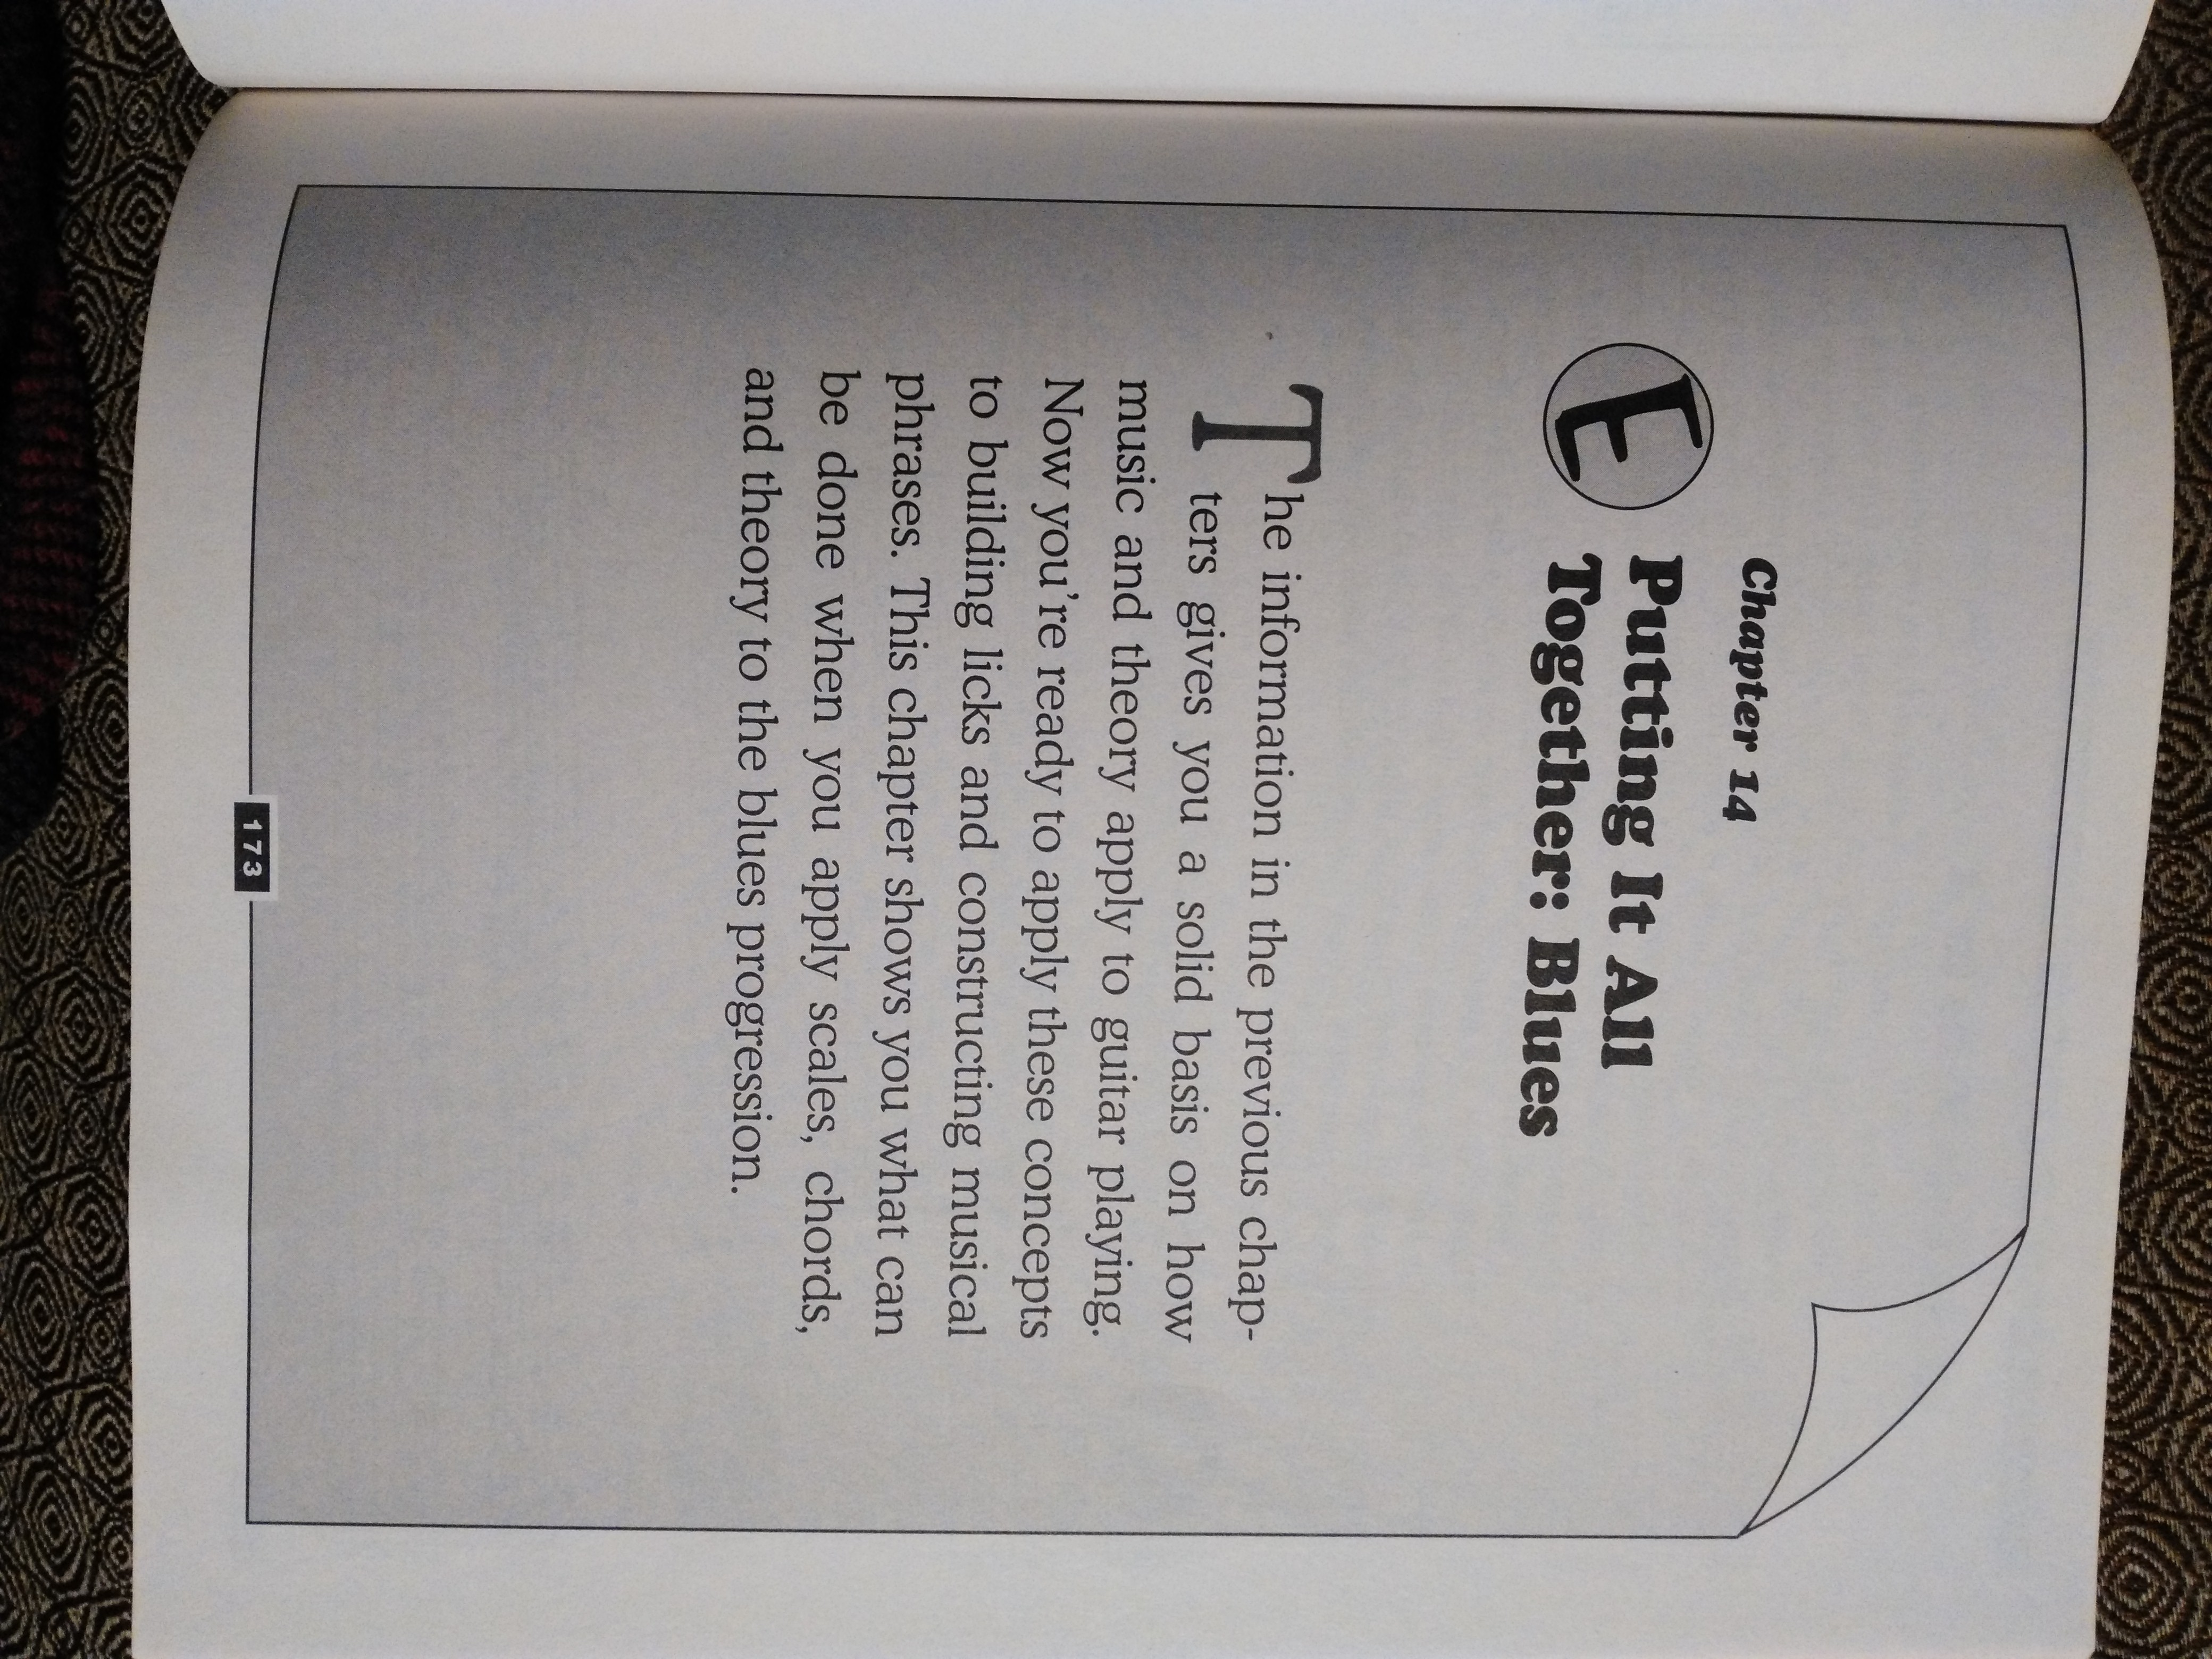 Chapter 14
E
Putting It All
Together: Blues
The information in the previous chap-
ters gives you a solid basis on how
music and theory apply to guitar playing.
Now you're ready to apply these concepts
to building licks and constructing musical
phrases. This chapter shows you what can
be done when you apply scales, chords,
and theory to the blues progression.
173